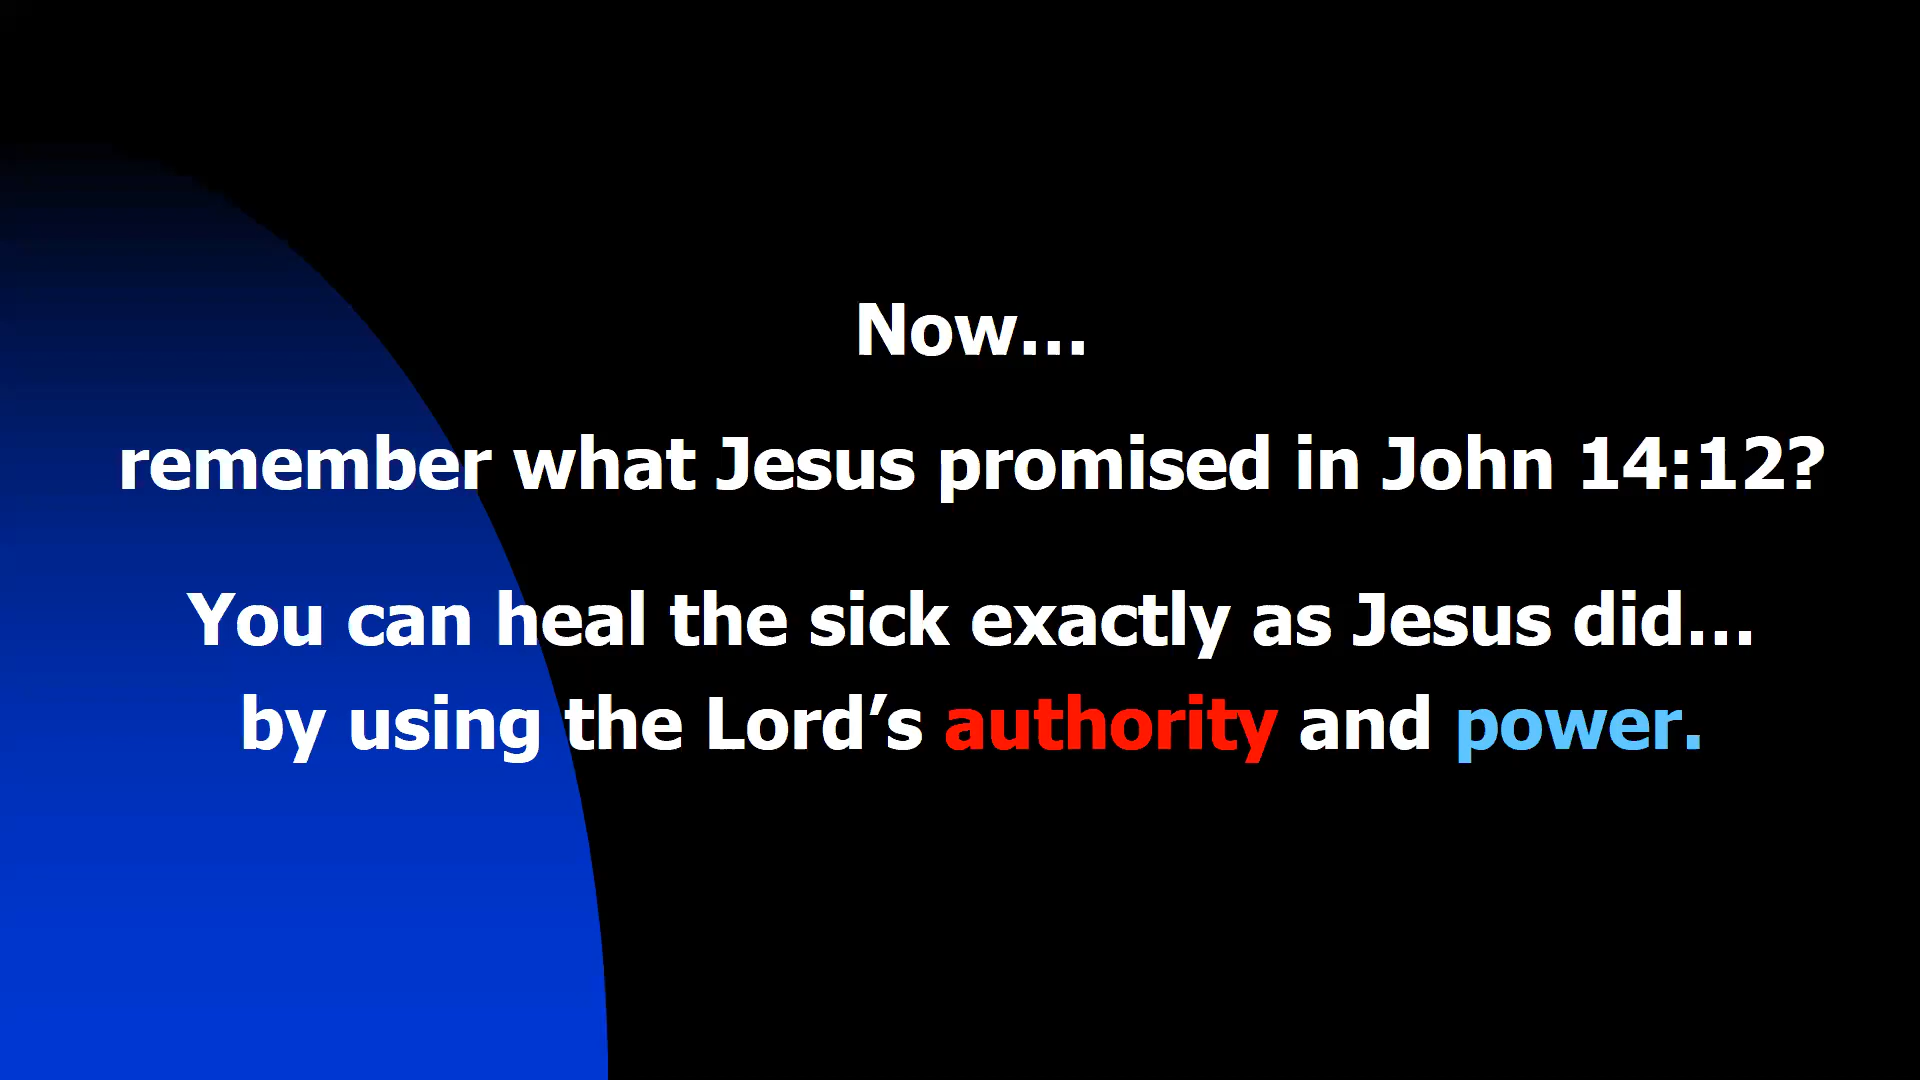 Now…
remember what Jesus promised in John 14:12?
You can heal the sick exactly as Jesus did…
by using the Lord’s authority and power.